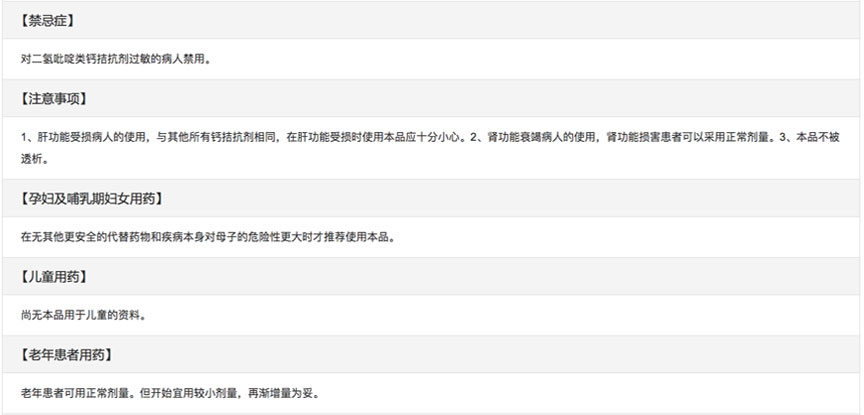 【禁忌症】
对二氢吡啶类钙拮抗剂过敏的病人禁用。
【注意事项】
1、肝功能受损病人的使用，与其他所有钙拮抗剂相同，在肝功能受损时使用本品应十分小心。2、肾功能衰竭病人的使用，肾功能损害患者可以采用正常剂量。3、本品不被
透析。
【孕妇及哺乳期妇女用药】
在无其他更安全的代替药物和疾病本身对母子的危险性更大时才推荐使用本品。
【儿童用药】
尚无本品用于儿童的资料。
【老年患者用药】
老年患者可用正常剂量。但开始宜用较小剂量，再渐增量为妥。